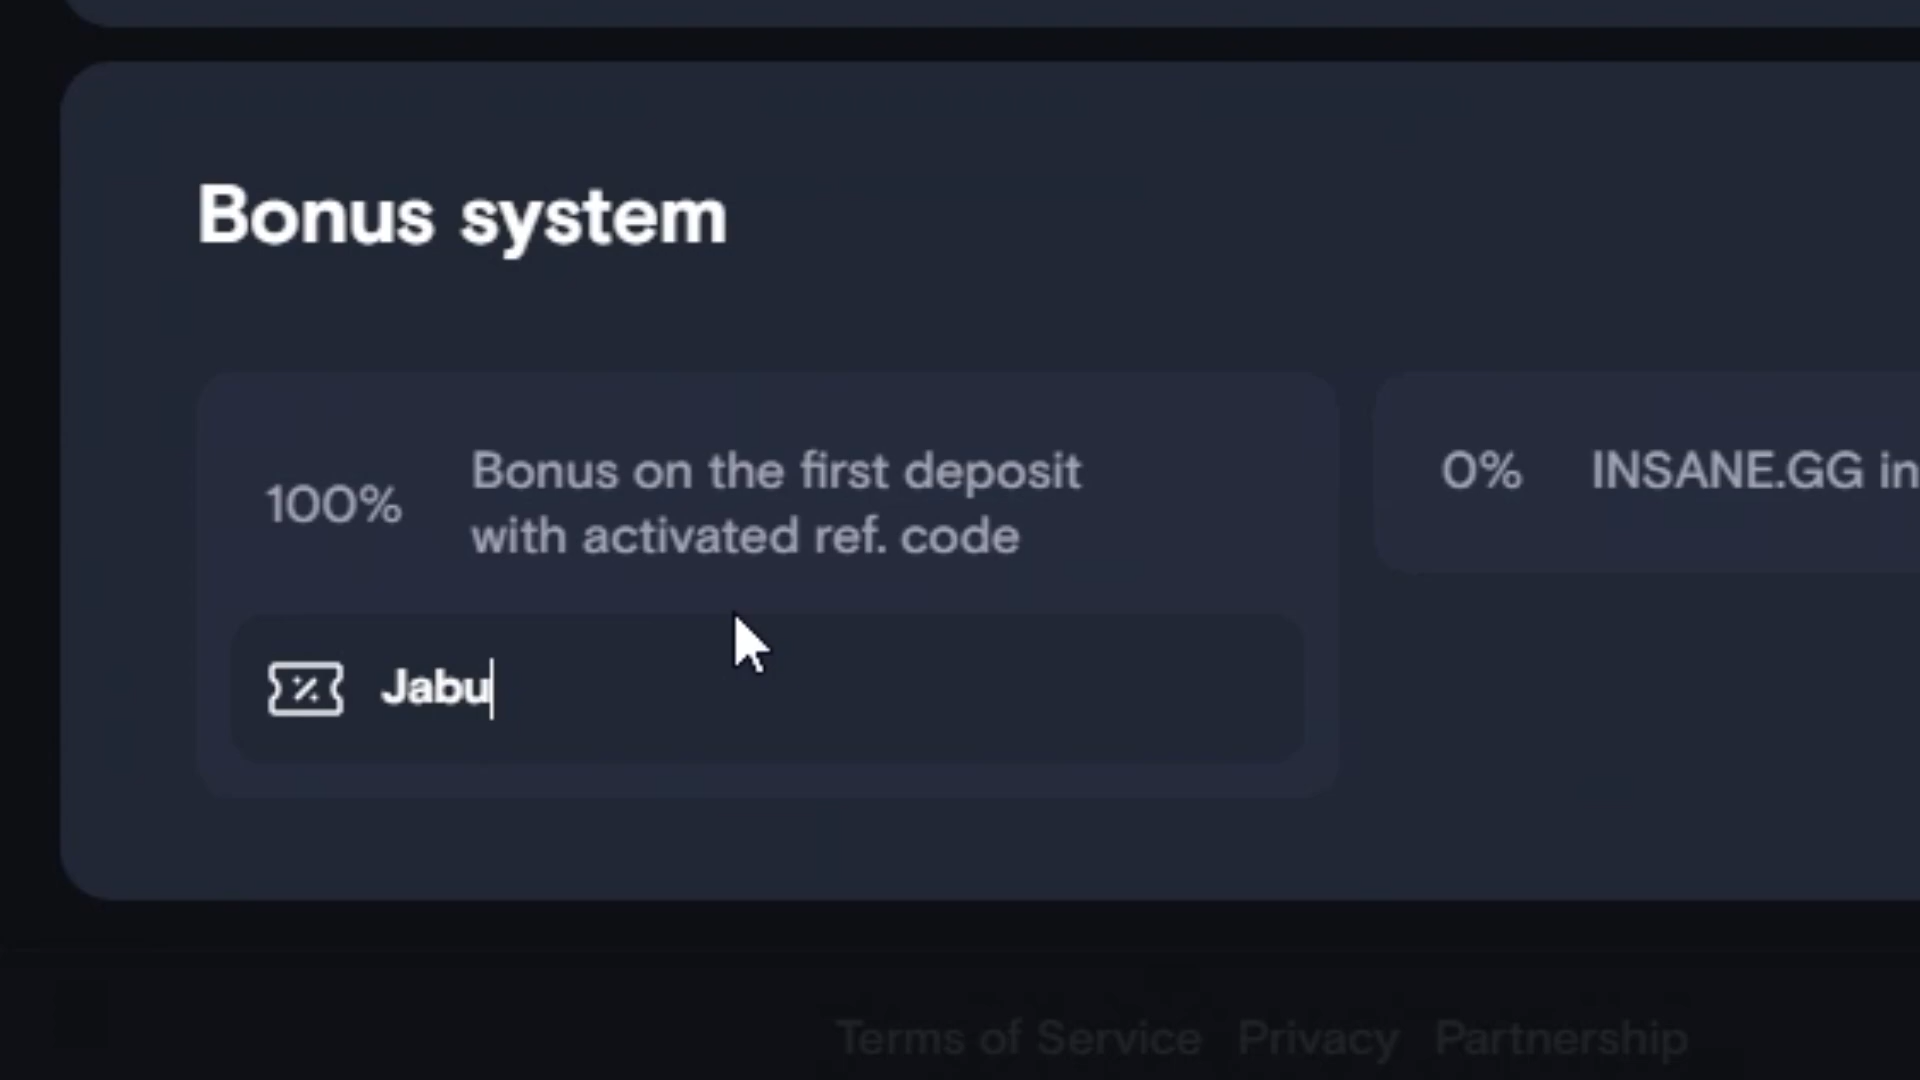 Bonus system
100%
Bonus on the first deposit
with activated ref. code
0%
INSANE.GG in
Jabu
Terms of Service Privacy Partnership